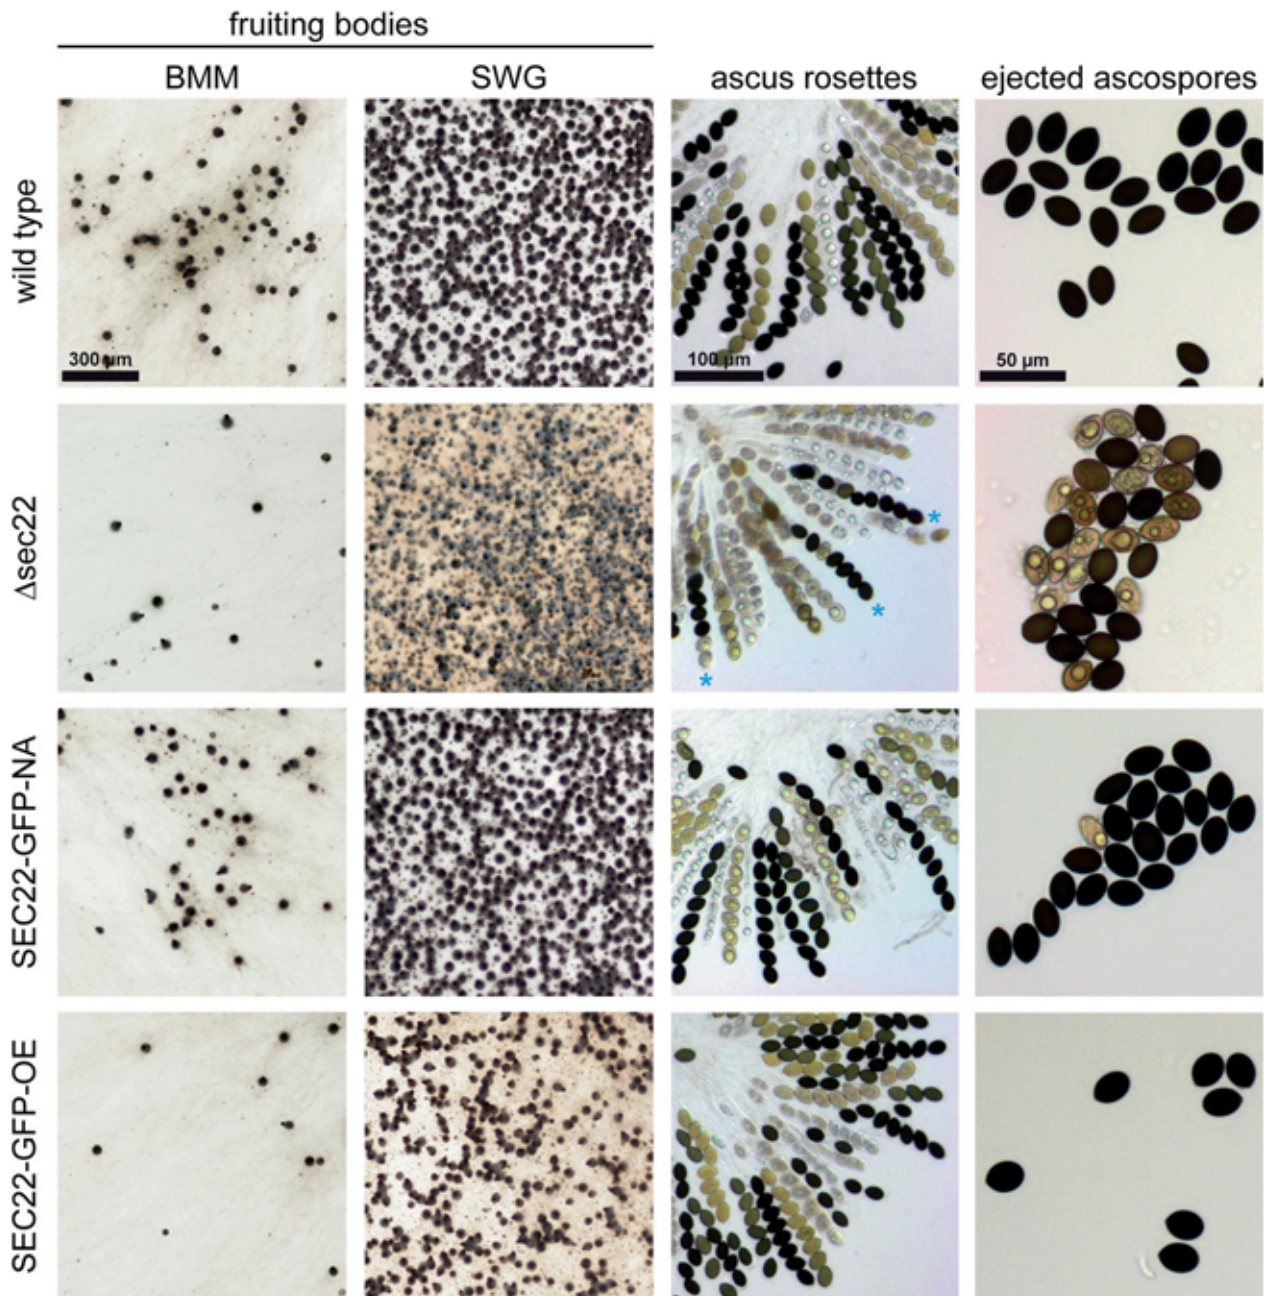 fruiting bodies
BMM SWG ascus rosettes ejected ascospores
wild type
300 µm 100 µm 50 µm
Δsec22
* * *
SEC22-GFP-NA
SEC22-GFP-OE